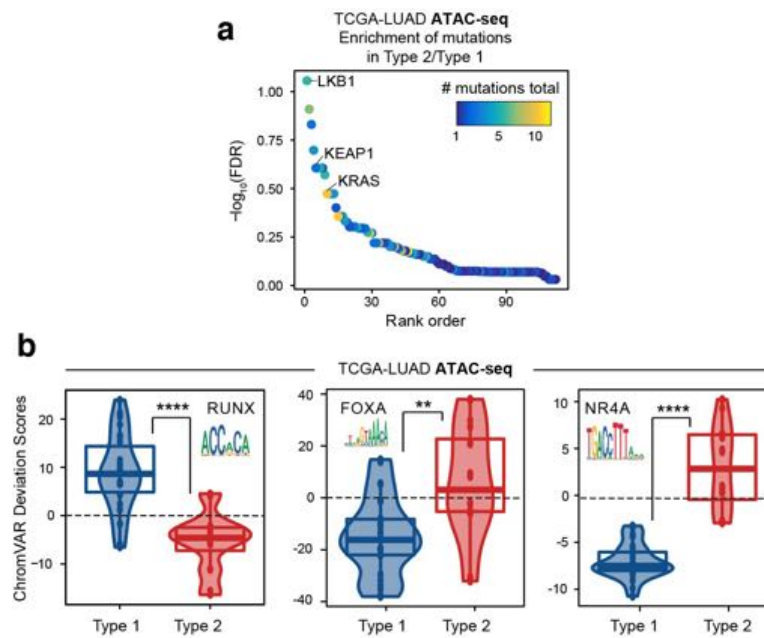 a
TCGA-LUAD ATAC-seq
Enrichment of mutations
in Type 2/Type 1
LKB1
# mutations total
1 10
KEAP1
KRAS
−log10(FDR)
1.00
0.75
0.50
0.25
0.00
0 30 60 90
Rank order
b
TCGA-LUAD ATAC-seq
ChromVAR Deviation Scores
20
10
0
−10
****
RUNX
ACCACA
Type 1 Type 2
40
20
0
-20
-40
FOXA
**
Type 1 Type 2
10
5
0
−5
−10
NR4A
****
Type 1 Type 2